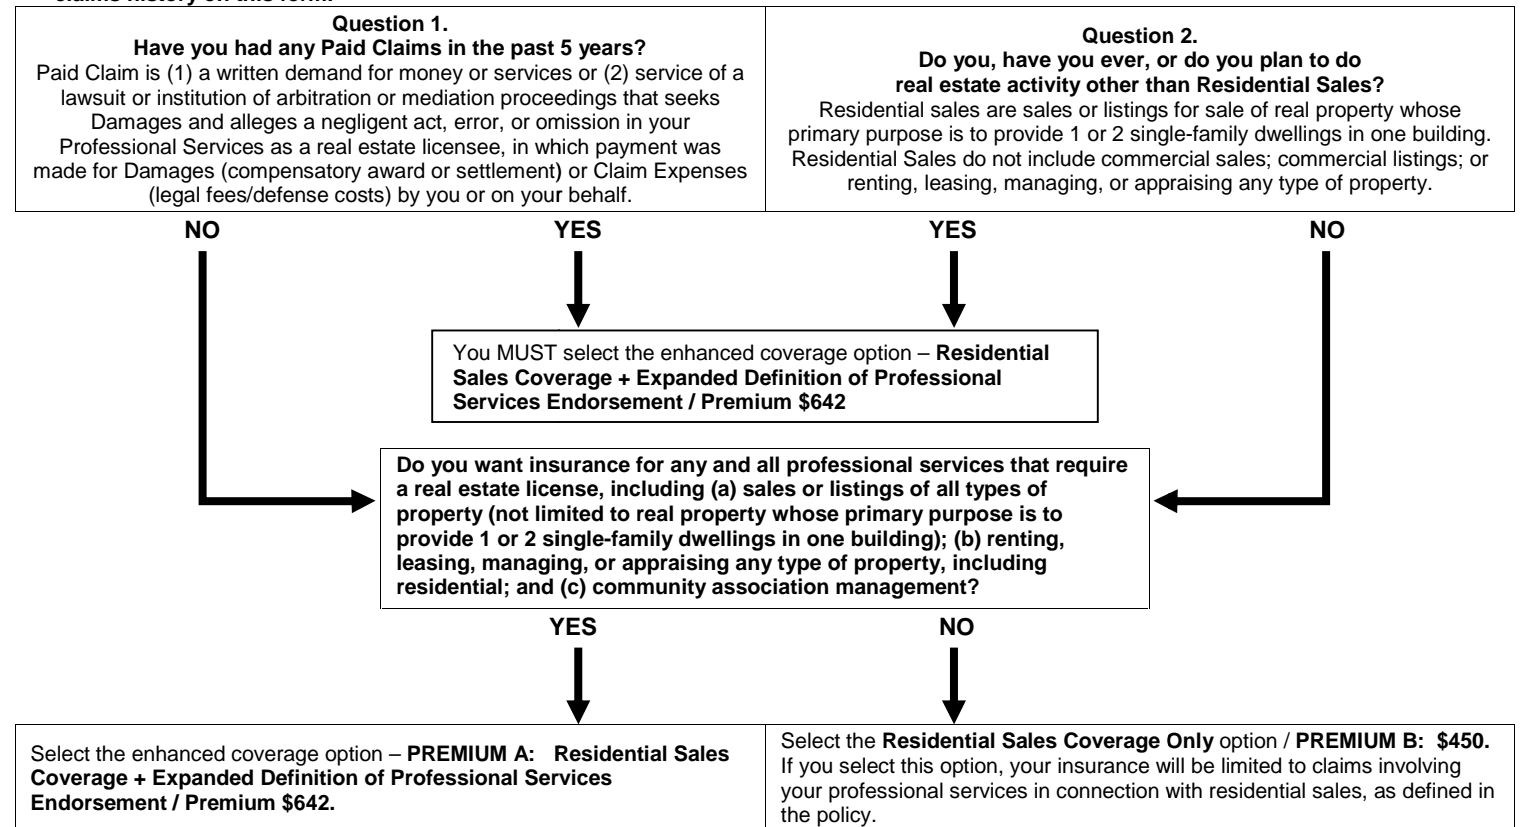 claims history on this form.
Question 1.
Have you had any Paid Claims in the past 5 years?
Paid Claim is (1) a written demand for money or services or (2) service of a
lawsuit or institution of arbitration or mediation proceedings that seeks
Damages and alleges a negligent act, error, or omission in your
Professional Services as a real estate licensee, in which payment was
made for Damages (compensatory award or settlement) or Claim Expenses
(legal fees/defense costs) by you or on your behalf.
Question 2.
Do you, have you ever, or do you plan to do
real estate activity other than Residential Sales?
Residential sales are sales or listings for sale of real property whose
primary purpose is to provide 1 or 2 single-family dwellings in one building.
Residential Sales do not include commercial sales; commercial listings; or
renting, leasing, managing, or appraising any type of property.
NO
YES
YES
NO
You MUST select the enhanced coverage option – Residential
Sales Coverage + Expanded Definition of Professional
Services Endorsement / Premium $642
Do you want insurance for any and all professional services that require
a real estate license, including (a) sales or listings of all types of
property (not limited to real property whose primary purpose is to
provide 1 or 2 single-family dwellings in one building); (b) renting,
leasing, managing, or appraising any type of property, including
residential; and (c) community association management?
YES
NO
Select the enhanced coverage option – PREMIUM A: Residential Sales
Coverage + Expanded Definition of Professional Services
Endorsement / Premium $642.
Select the Residential Sales Coverage Only option / PREMIUM B: $450.
If you select this option, your insurance will be limited to claims involving
your professional services in connection with residential sales, as defined in
the policy.